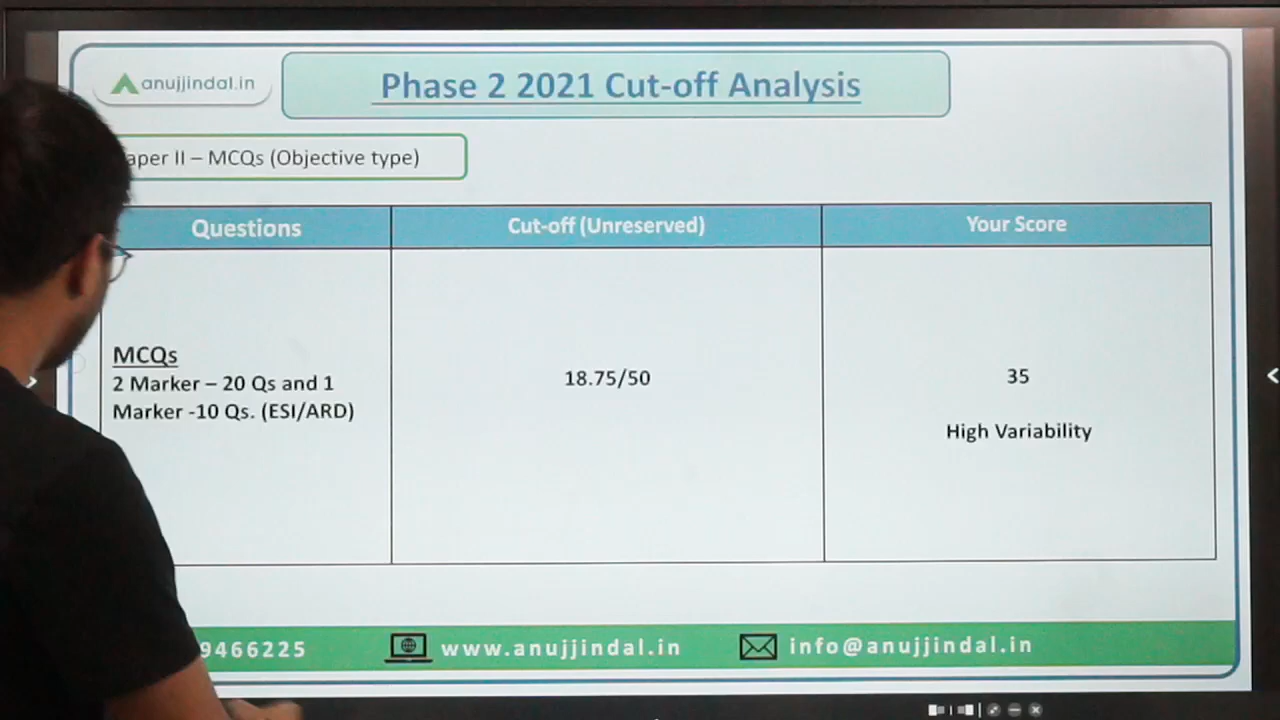 anujjindal.in
Phase 2 2021 Cut-off Analysis
aper II – MCQs (Objective type)
Questions
Cut-off (Unreserved)
Your Score
MCQs
2 Marker – 20 Qs and 1
Marker -10 Qs. (ESI/ARD)
18.75/50
35
High Variability
9466225
www.anujjindal.in
info@anujjindal.in